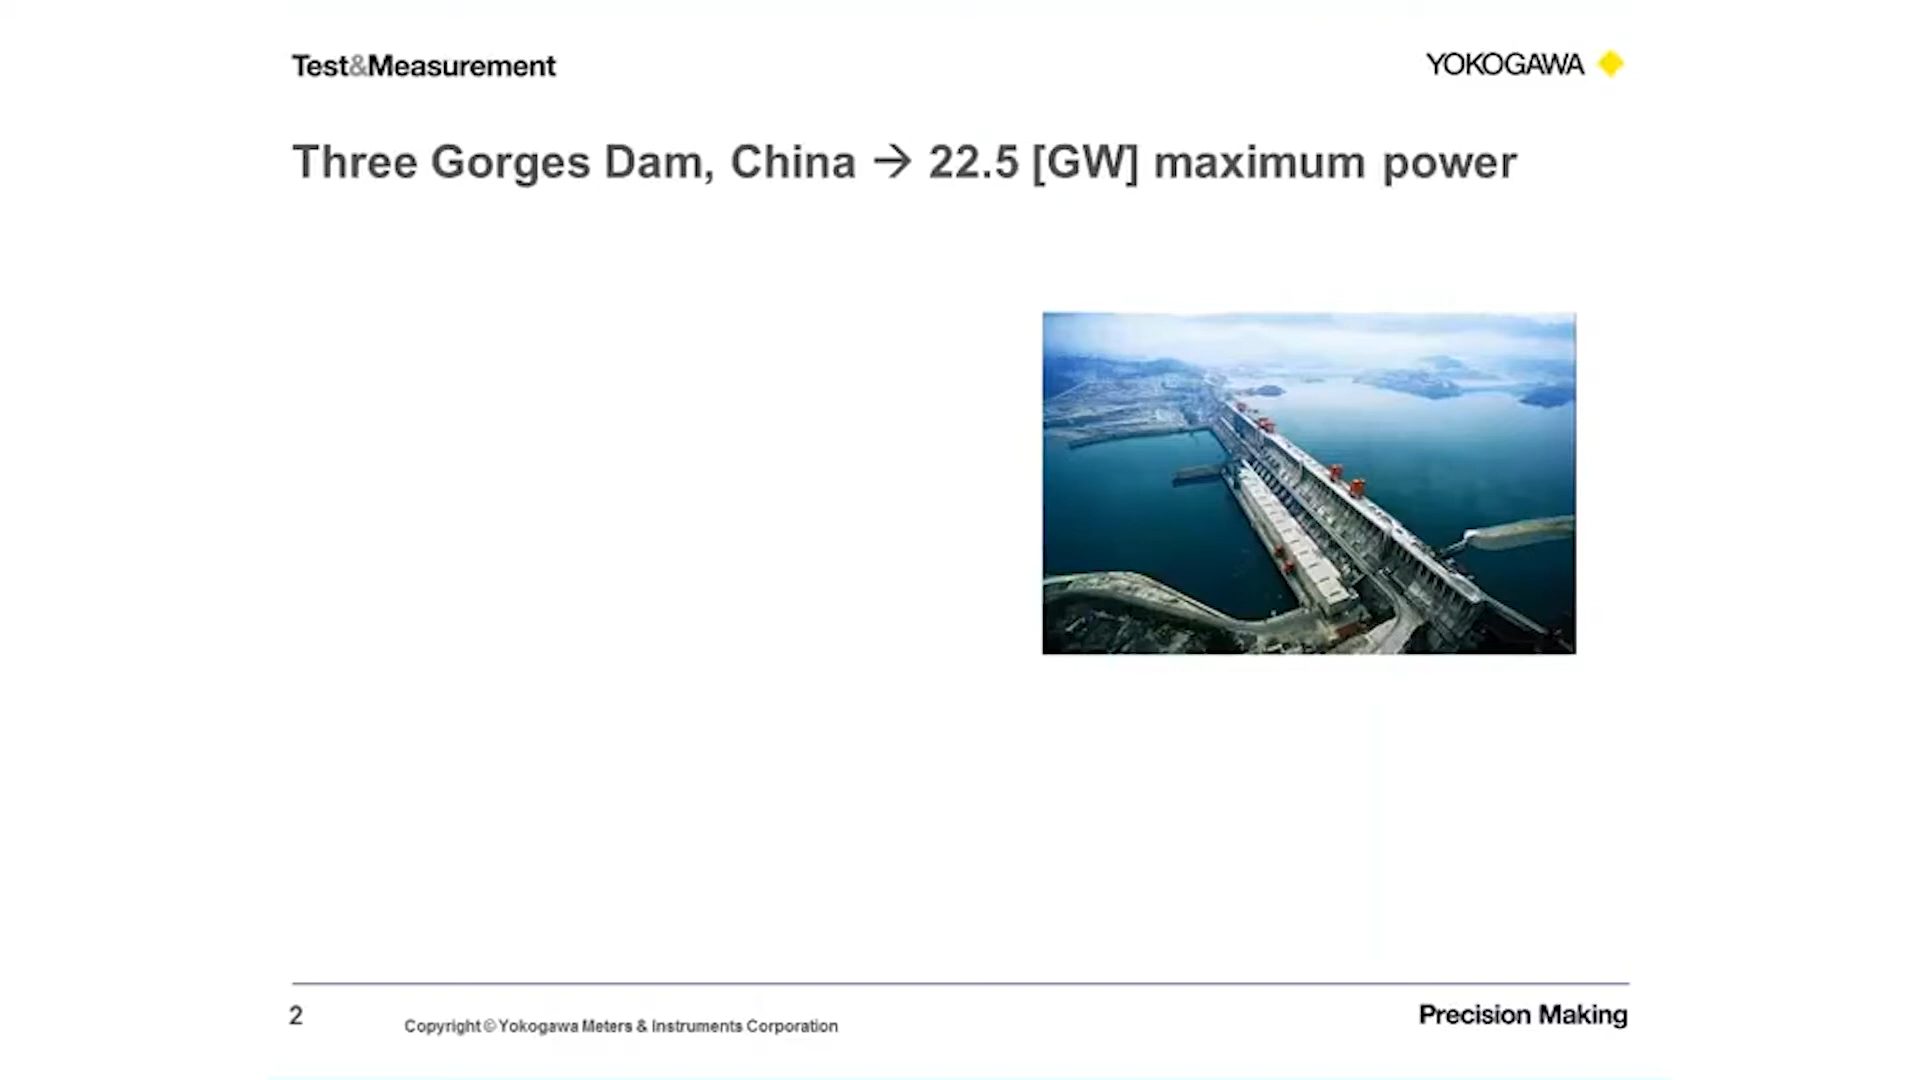 Test&Measurement
YOKOGAWA
Three Gorges Dam, China → 22.5 [GW] maximum power
2
Copyright © Yokogawa Meters & Instruments Corporation
Precision Making